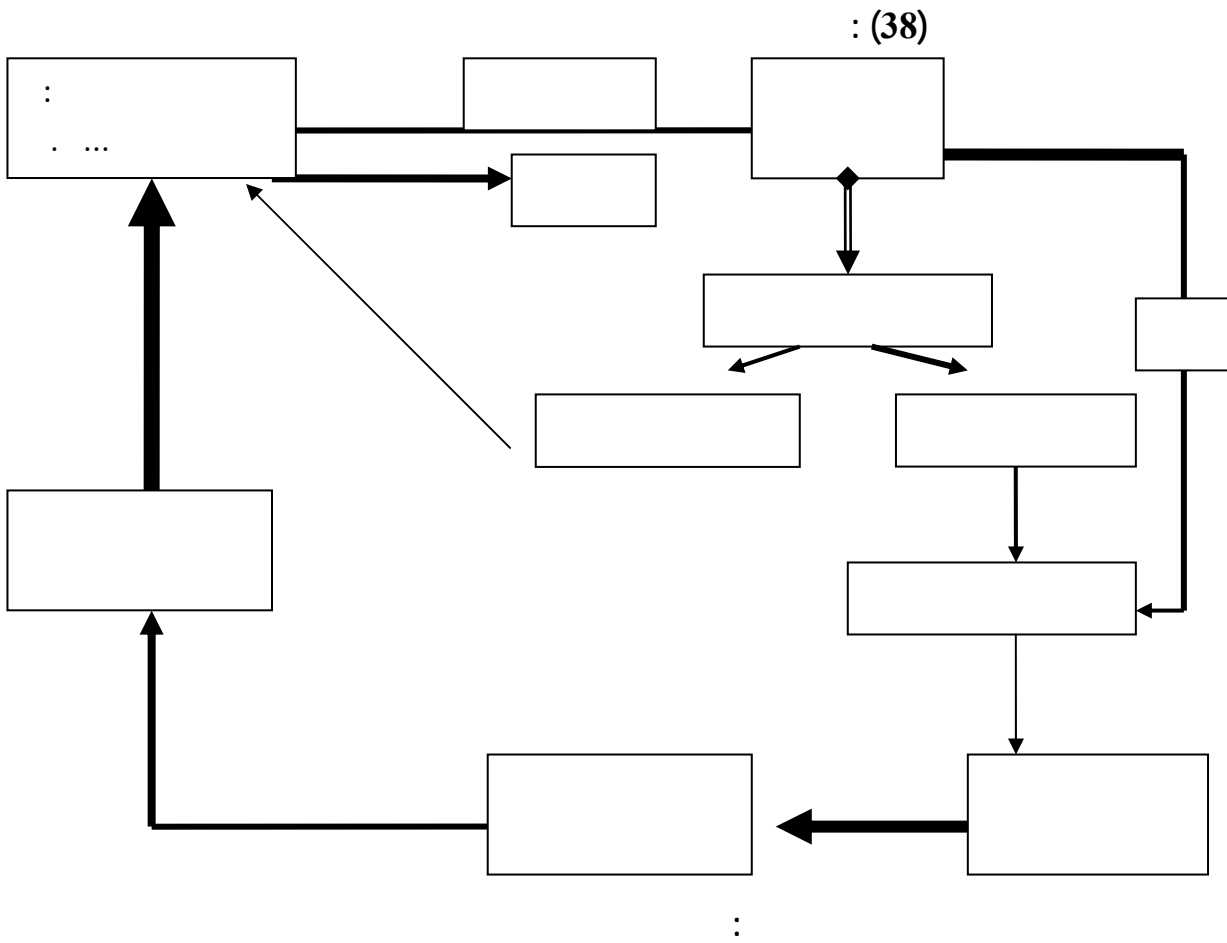 : (38)
:
. ...
: